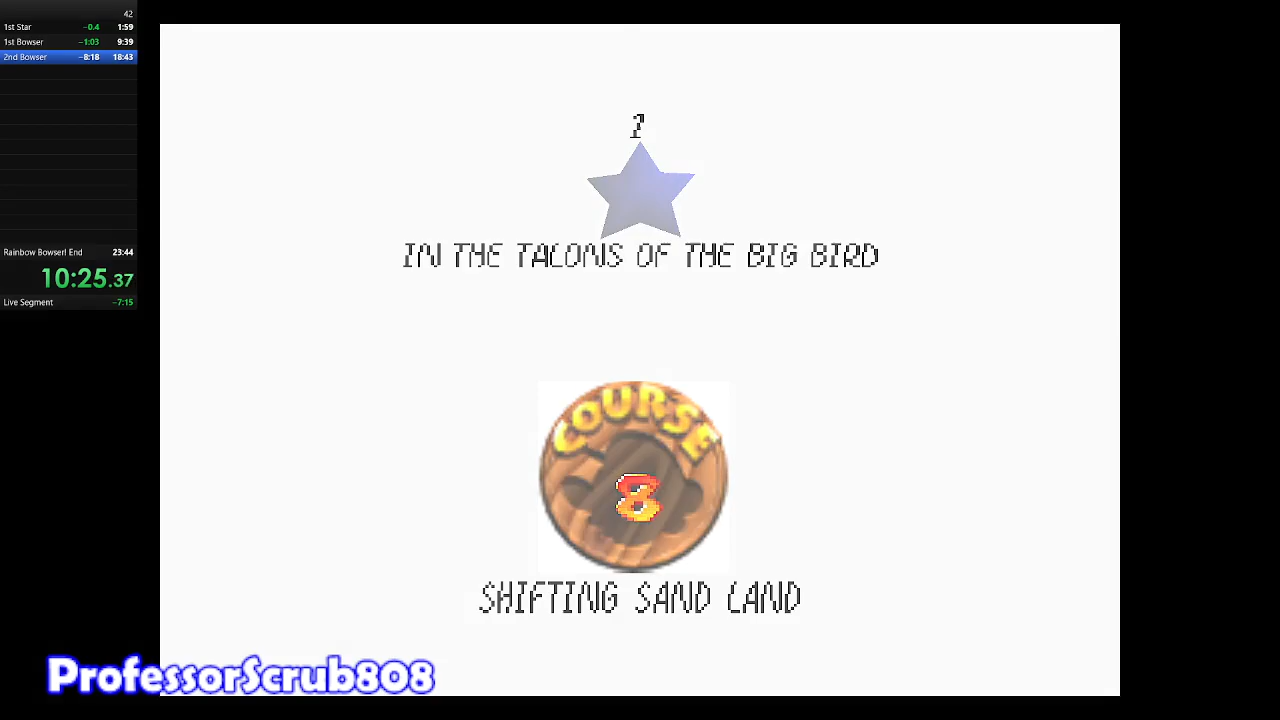 42
1st Star -0.4 1:59
1st Bowser -1:03 9:39
2nd Bowser -8:18 18:43
Rainbow Bowser! End 23:44
10:25.37
Live Segment -7:15
1
IN THE TALONS OF THE BIG BIRD
COURSE
8
SHIFTING SAND LAND
ProfessorScrub808